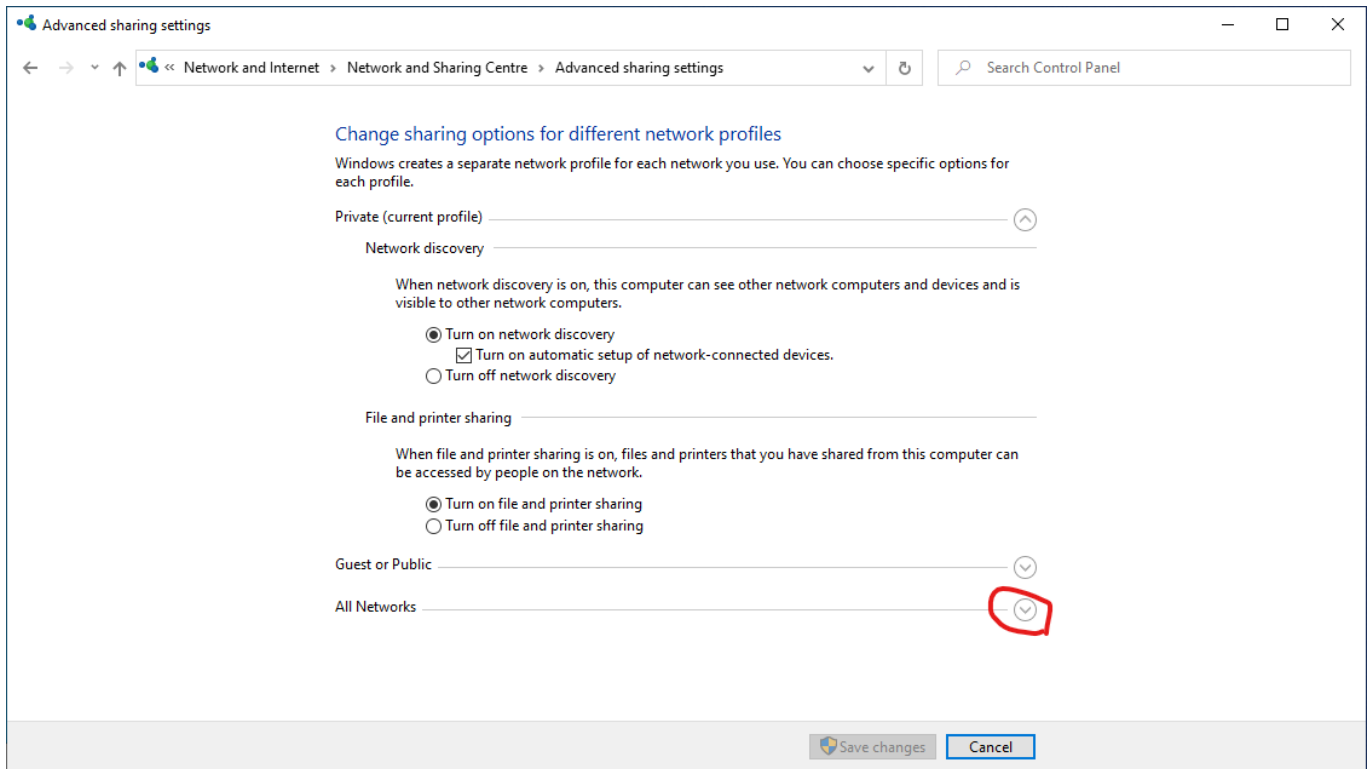 Advanced sharing settings
« Network and Internet > Network and Sharing Centre > Advanced sharing settings
Search Control Panel
Change sharing options for different network profiles
Windows creates a separate network profile for each network you use. You can choose specific options for
each profile.
Private (current profile)
Network discovery
When network discovery is on, this computer can see other network computers and devices and is
visible to other network computers.
Turn on network discovery
Turn on automatic setup of network-connected devices.
Turn off network discovery
File and printer sharing
When file and printer sharing is on, files and printers that you have shared from this computer can
be accessed by people on the network.
Turn on file and printer sharing
Turn off file and printer sharing
Guest or Public
All Networks
Save changes
Cancel